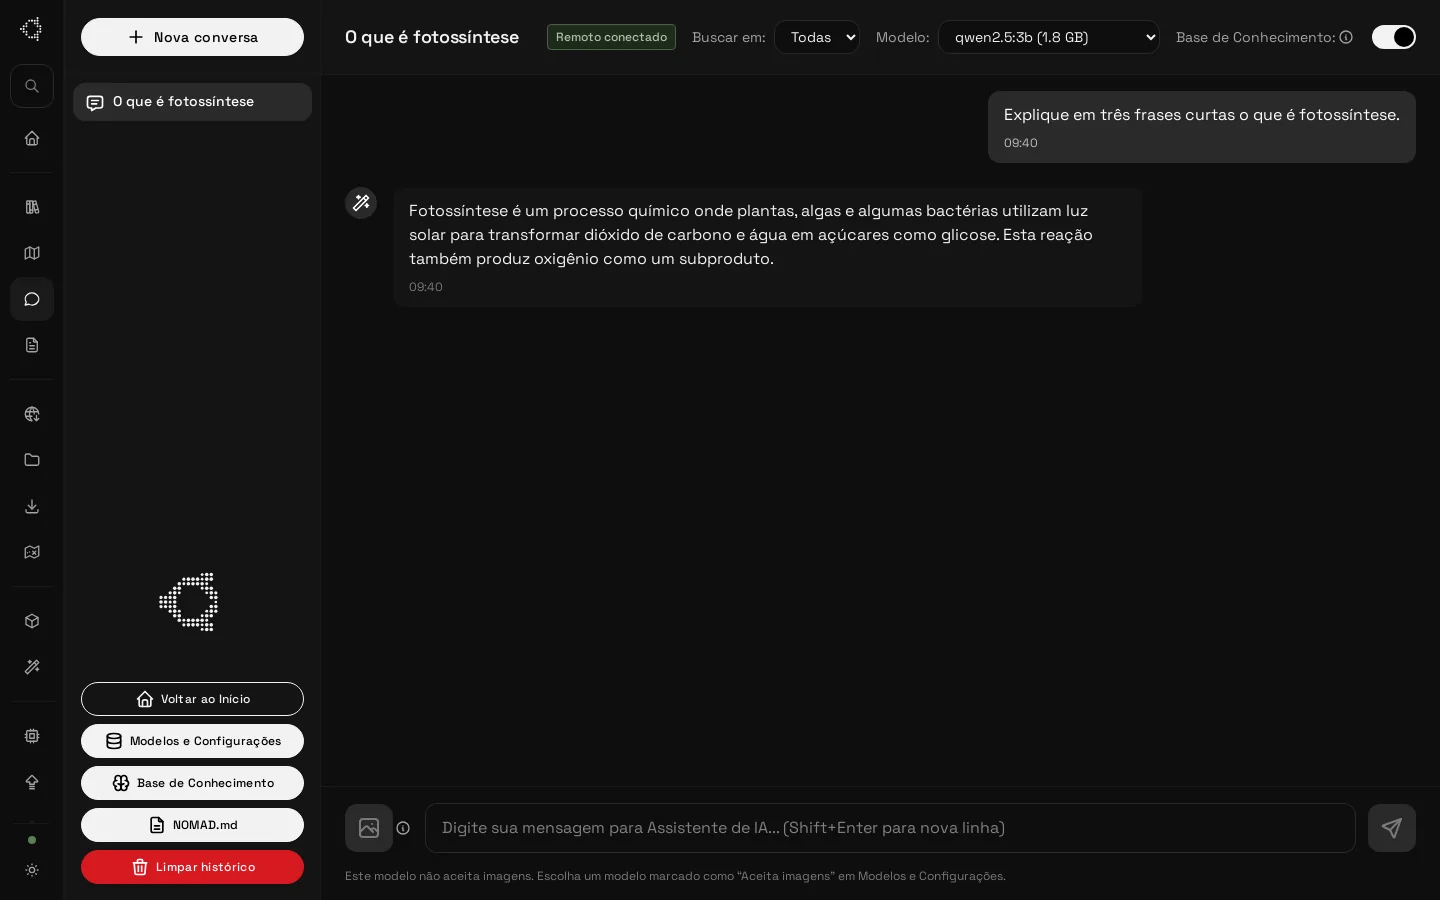 Nova conversa
O que é fotossíntese
Voltar ao Início
Modelos e Configurações
Base de Conhecimento
NOMAD.md
Limpar histórico
O que é fotossíntese
Remoto conectado
Buscar em:
Todas
Modelo:
qwen2.5:3b (1.8 GB)
Base de Conhecimento:
Explique em três frases curtas o que é fotossíntese.
09:40
Fotossíntese é um processo químico onde plantas, algas e algumas bactérias utilizam luz
solar para transformar dióxido de carbono e água em açúcares como glicose. Esta reação
também produz oxigênio como um subproduto.
09:40
Digite sua mensagem para Assistente de IA... (Shift+Enter para nova linha)
Este modelo não aceita imagens. Escolha um modelo marcado como “Aceita imagens” em Modelos e Configurações.